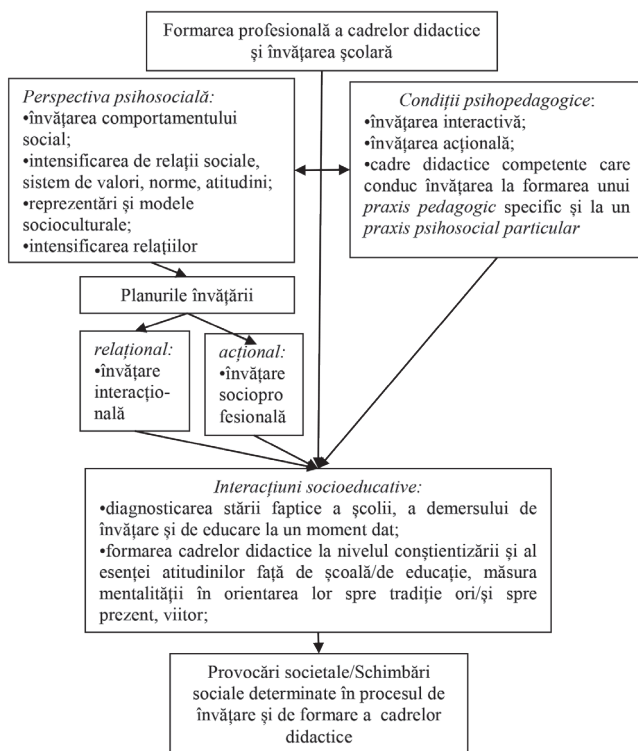 Formarea profesională a cadrelor didactice
și învățarea școlară
Perspectiva psihosocială:
•învățarea comportamentului
social;
•intensificarea de relații sociale,
sistem de valori, norme, atitudini;
•reprezentări și modele
socioculturale;
•intensificarea relațiilor
Condiții psihopedagogice:
•învățarea interactivă;
•învățarea acțională;
•cadre didactice competente care
conduc învățarea la formarea unui
praxis pedagogic specific și la un
praxis psihosocial particular
Planurile învățării
relațional:
•învățare
interacțio-
nală
acțional:
•învățare
sociopro
fesională
Interacțiuni socioeducative:
•diagnosticarea stării faptice a școlii, a demersului de
învățare și de educare la un moment dat;
•formarea cadrelor didactice la nivelul conștientizării și al
esenței atitudinilor față de școală/de educație, măsura
mentalității în orientarea lor spre tradiție ori/și spre
prezent, viitor;
Provocări societale/Schimbări
sociale determinate în procesul de
învățare și de formare a cadrelor
didactice